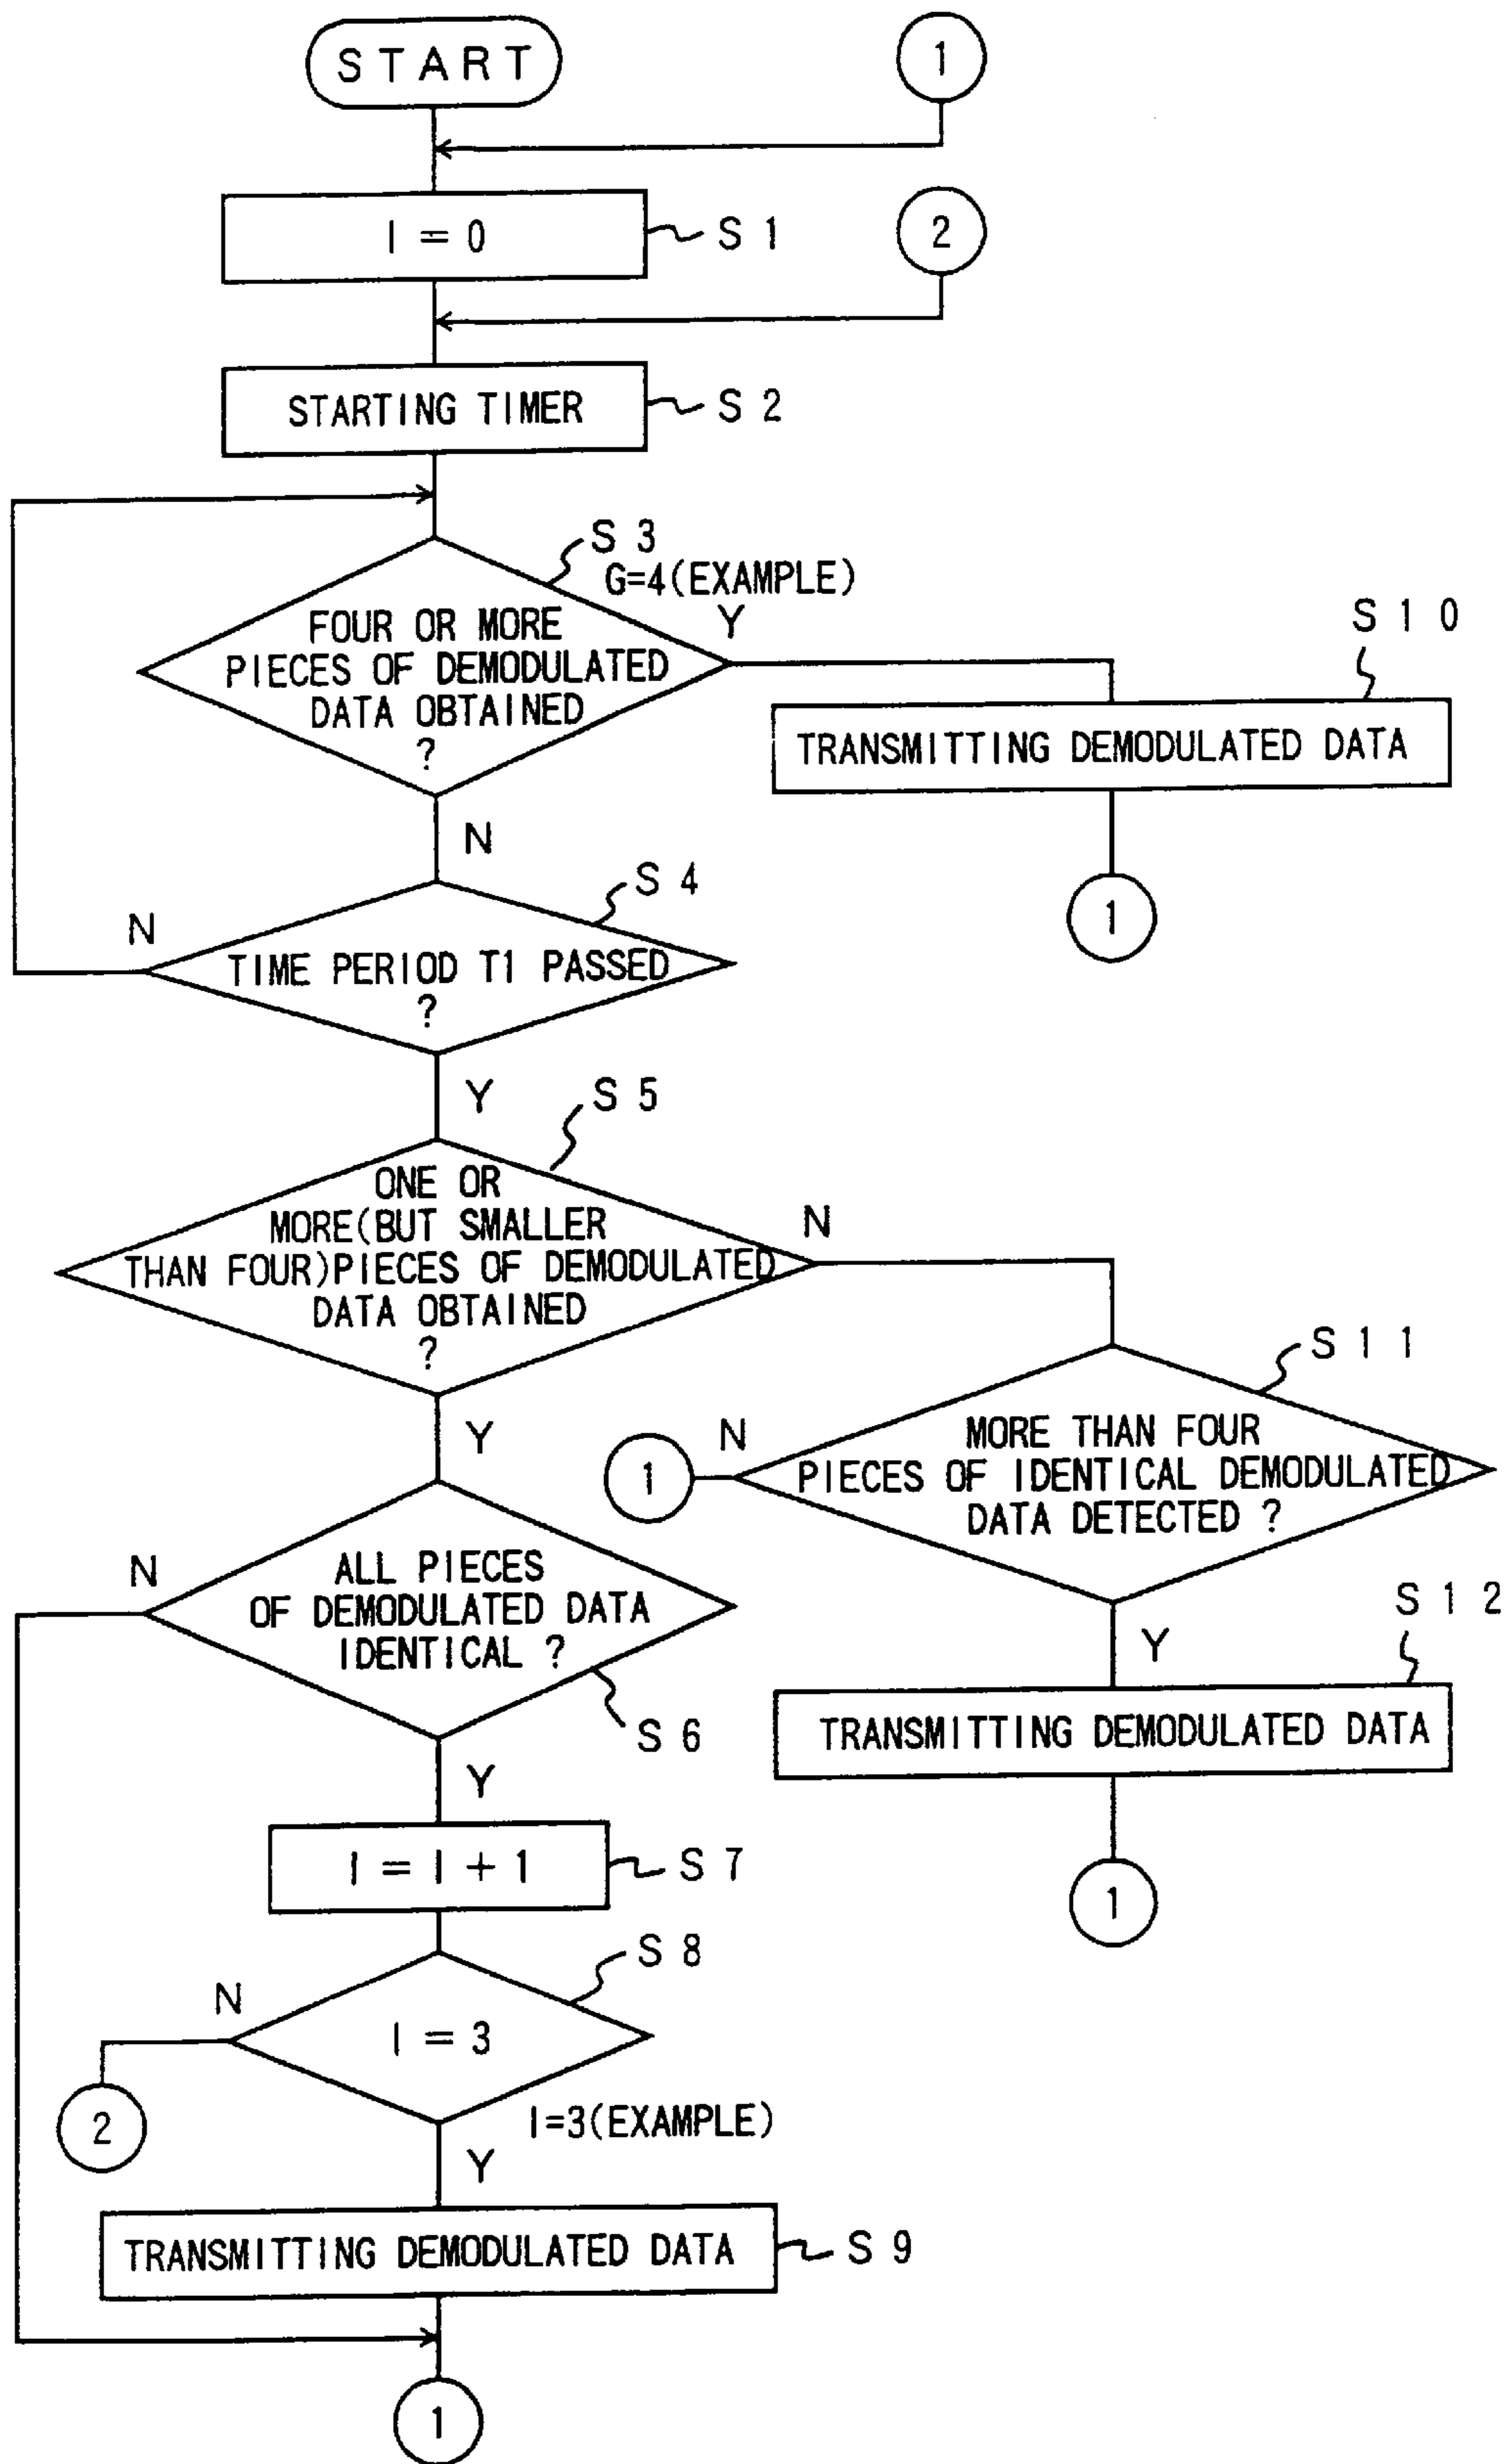 START
1
I = 0
S 1
2
STARTING TIMER
S 2
S 3
G=4(EXAMPLE)
FOUR OR MORE
PIECES OF DEMODULATED
DATA OBTAINED
?
Y
N
S 1 0
TRANSMITTING DEMODULATED DATA
1
S 4
N
TIME PERIOD T1 PASSED
?
Y
S 5
ONE OR
MORE(BUT SMALLER
THAN FOUR)PIECES OF DEMODULATED
DATA OBTAINED
?
N
Y
S 1 1
MORE THAN FOUR
PIECES OF IDENTICAL DEMODULATED
DATA DETECTED ?
N
1
Y
S 1 2
TRANSMITTING DEMODULATED DATA
1
N
ALL PIECES
OF DEMODULATED DATA
IDENTICAL ?
S 6
Y
I = I + 1
S 7
S 8
N
I = 3
2
I=3(EXAMPLE)
Y
TRANSMITTING DEMODULATED DATA
S 9
1